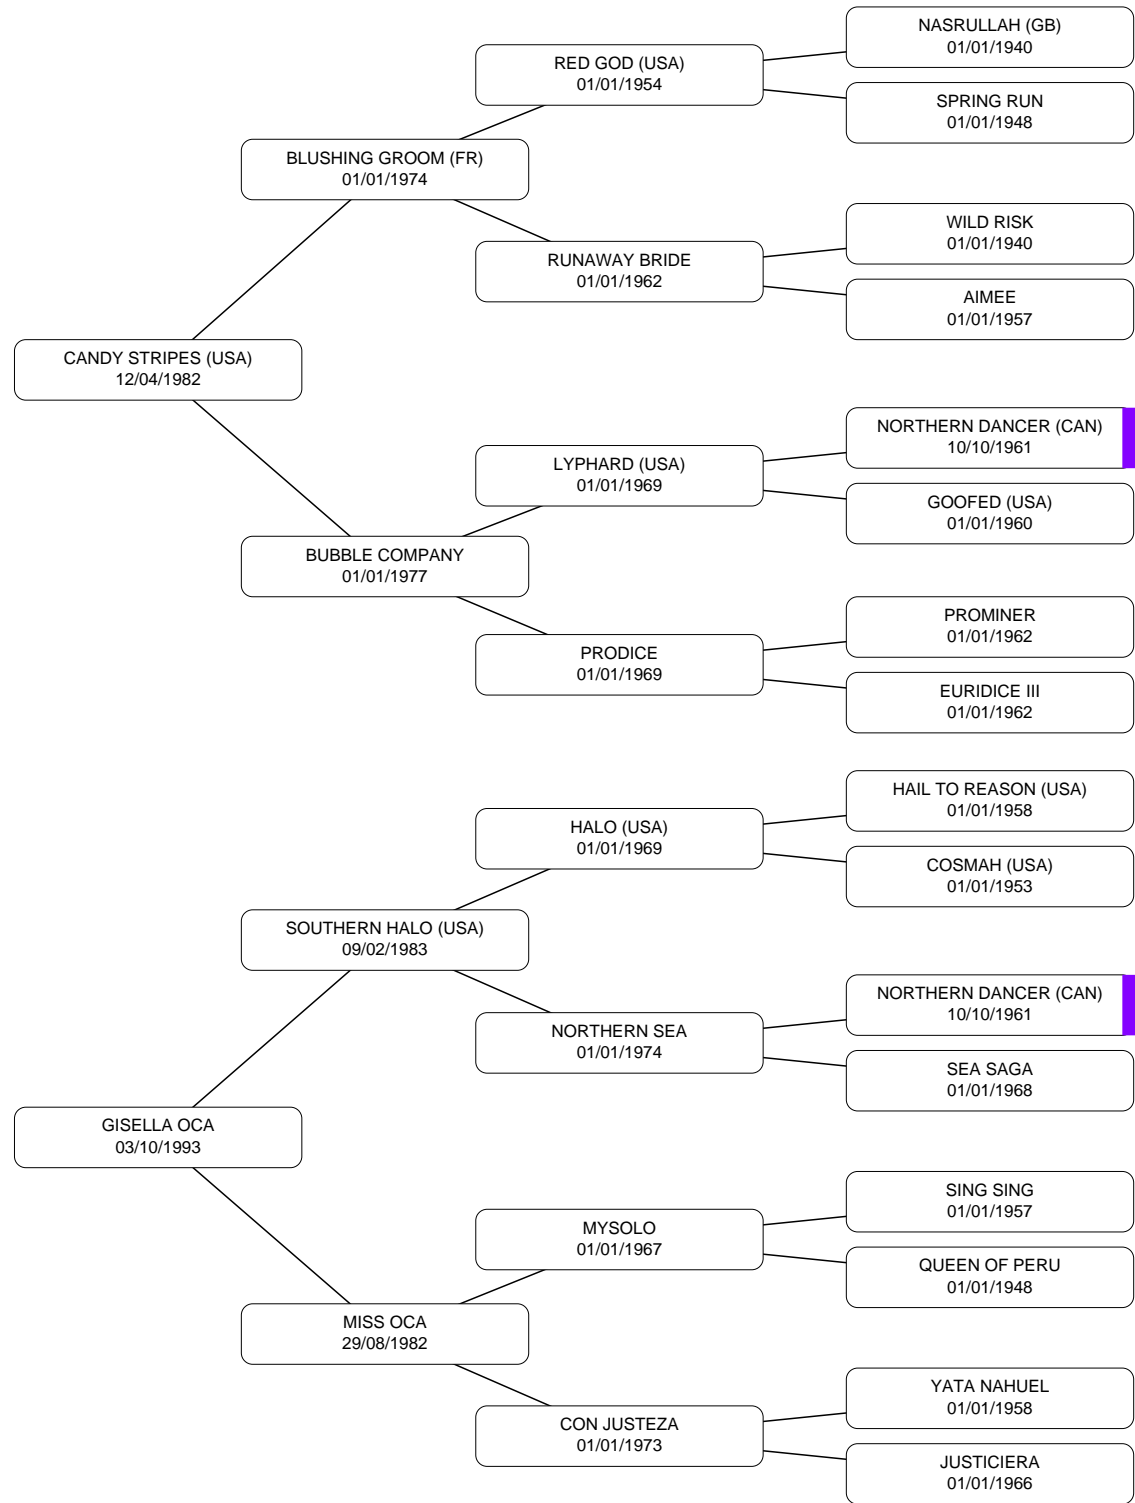 NASRULLAH (GB)
01/01/1940
RED GOD (USA)
01/01/1954
SPRING RUN
01/01/1948
BLUSHING GROOM (FR)
01/01/1974
WILD RISK
01/01/1940
RUNAWAY BRIDE
01/01/1962
AIMEE
01/01/1957
CANDY STRIPES (USA)
12/04/1982
NORTHERN DANCER (CAN)
10/10/1961
LYPHARD (USA)
01/01/1969
GOOFED (USA)
01/01/1960
BUBBLE COMPANY
01/01/1977
PROMINER
01/01/1962
PRODICE
01/01/1969
EURIDICE III
01/01/1962
HAIL TO REASON (USA)
01/01/1958
HALO (USA)
01/01/1969
COSMAH (USA)
01/01/1953
SOUTHERN HALO (USA)
09/02/1983
NORTHERN DANCER (CAN)
10/10/1961
NORTHERN SEA
01/01/1974
SEA SAGA
01/01/1968
GISELLA OCA
03/10/1993
SING SING
01/01/1957
MYSOLO
01/01/1967
QUEEN OF PERU
01/01/1948
MISS OCA
29/08/1982
YATA NAHUEL
01/01/1958
CON JUSTEZA
01/01/1973
JUSTICIERA
01/01/1966